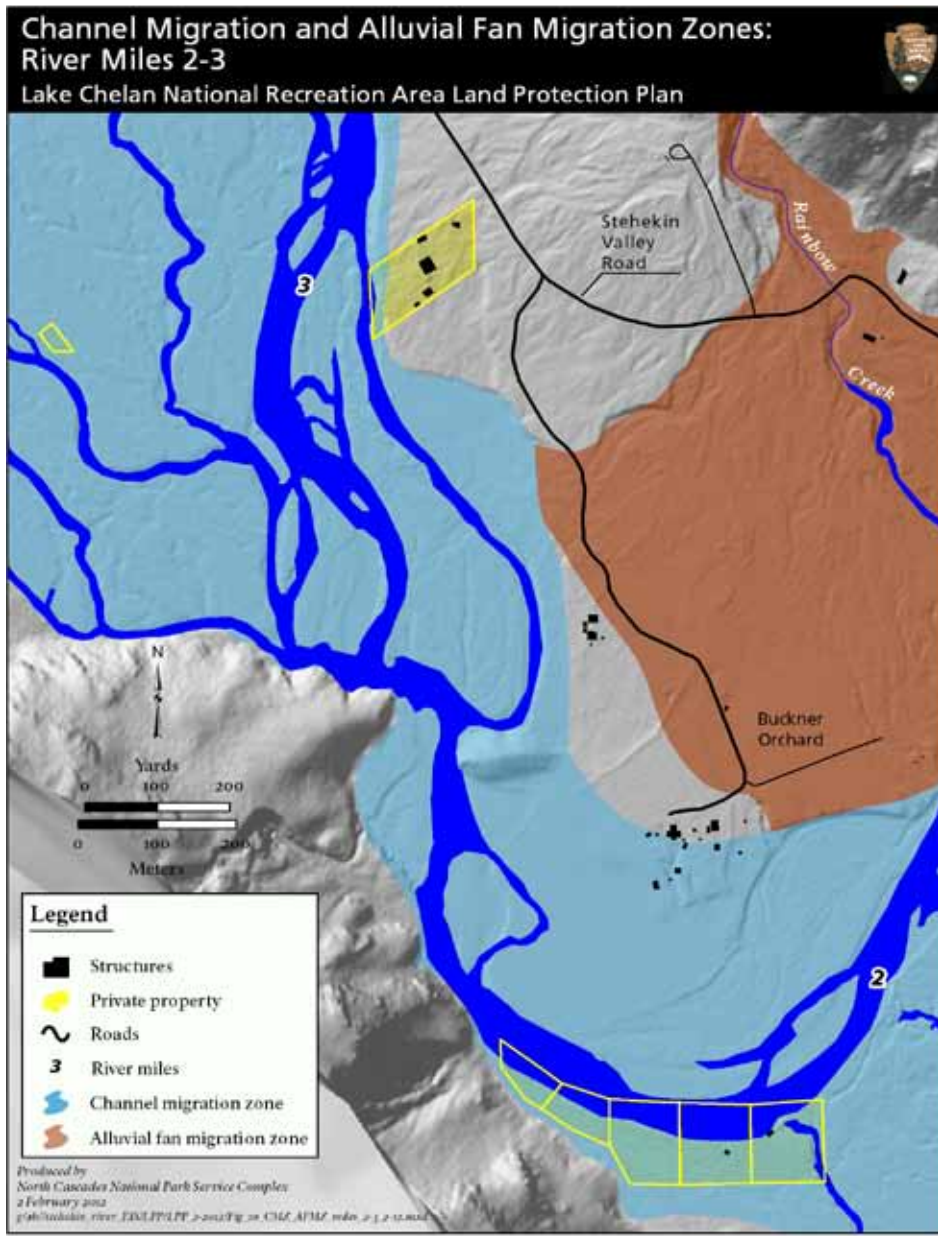 Channel Migration and Alluvial Fan Migration Zones:
River Miles 2-3
Lake Chelan National Recreation Area Land Protection Plan
Rainbow
Stehekin
Valley
Road
3
Creek
N
Buckner
Orchard
Yards
0 100 200
0 100 200
Meters
Legend
Structures
Private property
Roads
3 River miles
Channel migration zone
Alluvial fan migration zone
2
Produced by
North Cascades National Park Service Complex
2 February 2012